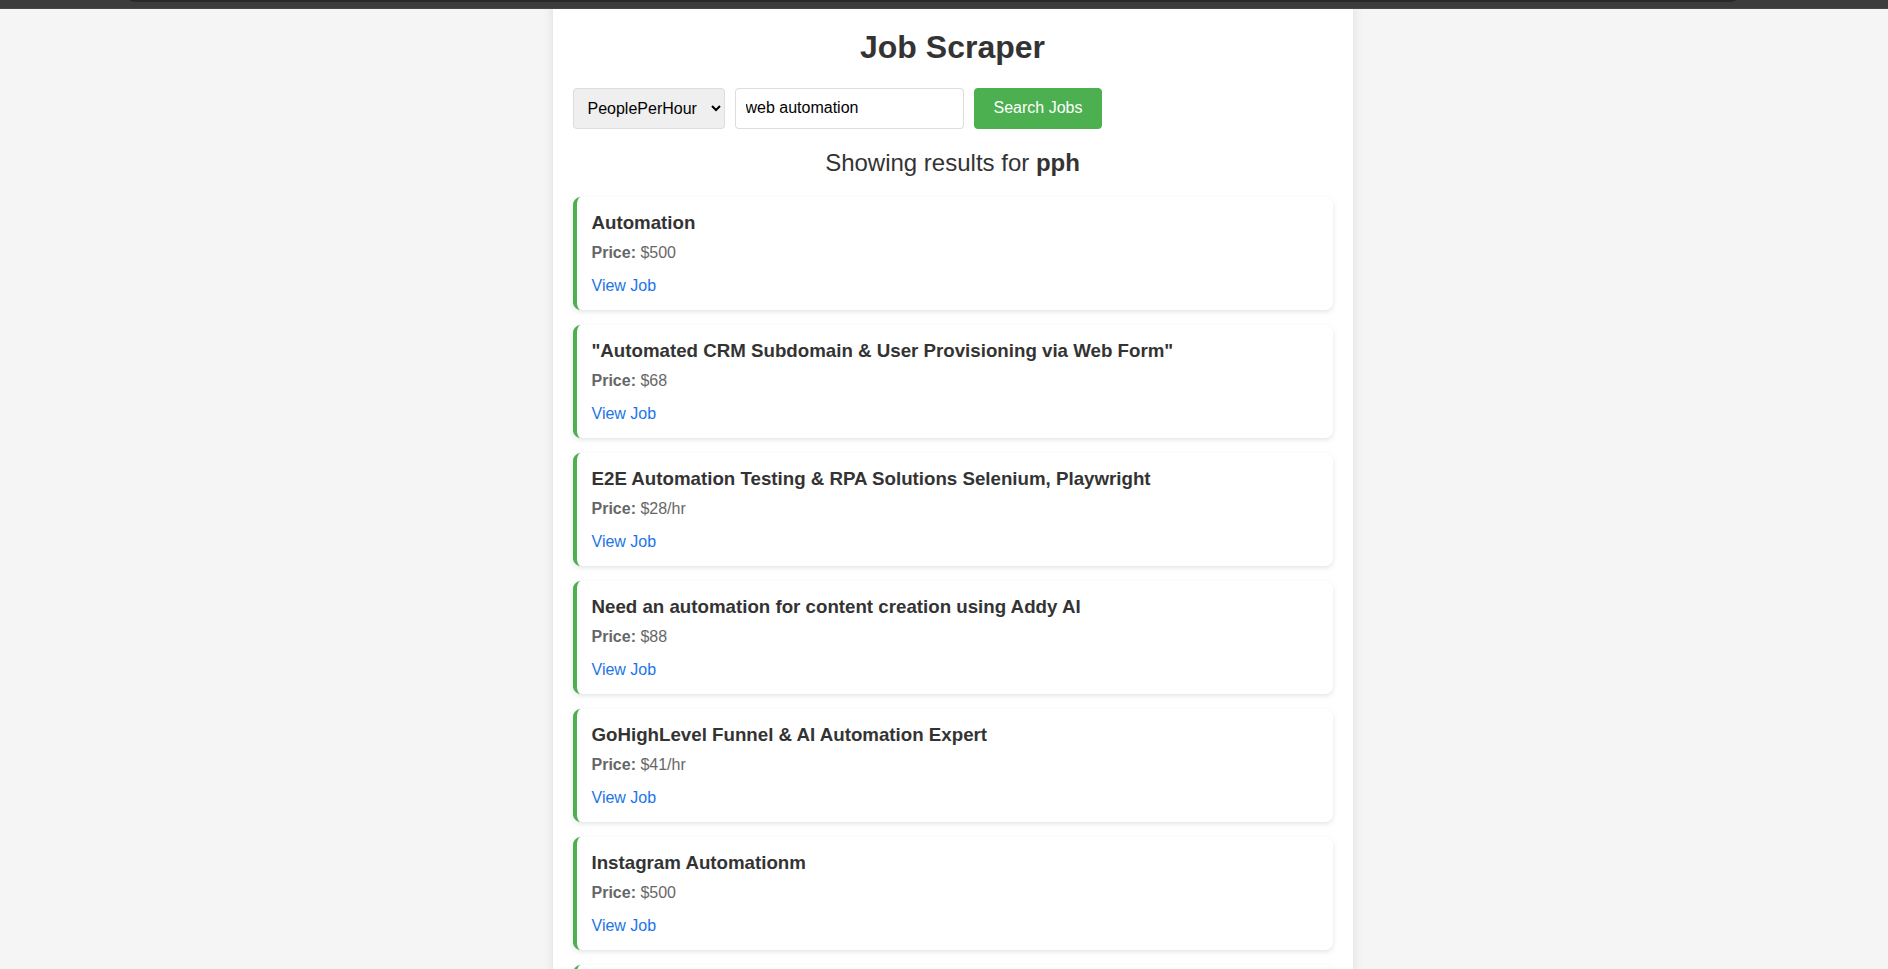 Job Scraper
PeoplePerHour web automation Search Jobs
Showing results for pph
Automation
Price: $500
View Job
"Automated CRM Subdomain & User Provisioning via Web Form"
Price: $68
View Job
E2E Automation Testing & RPA Solutions Selenium, Playwright
Price: $28/hr
View Job
Need an automation for content creation using Addy AI
Price: $88
View Job
GoHighLevel Funnel & AI Automation Expert
Price: $41/hr
View Job
Instagram Automationm
Price: $500
View Job